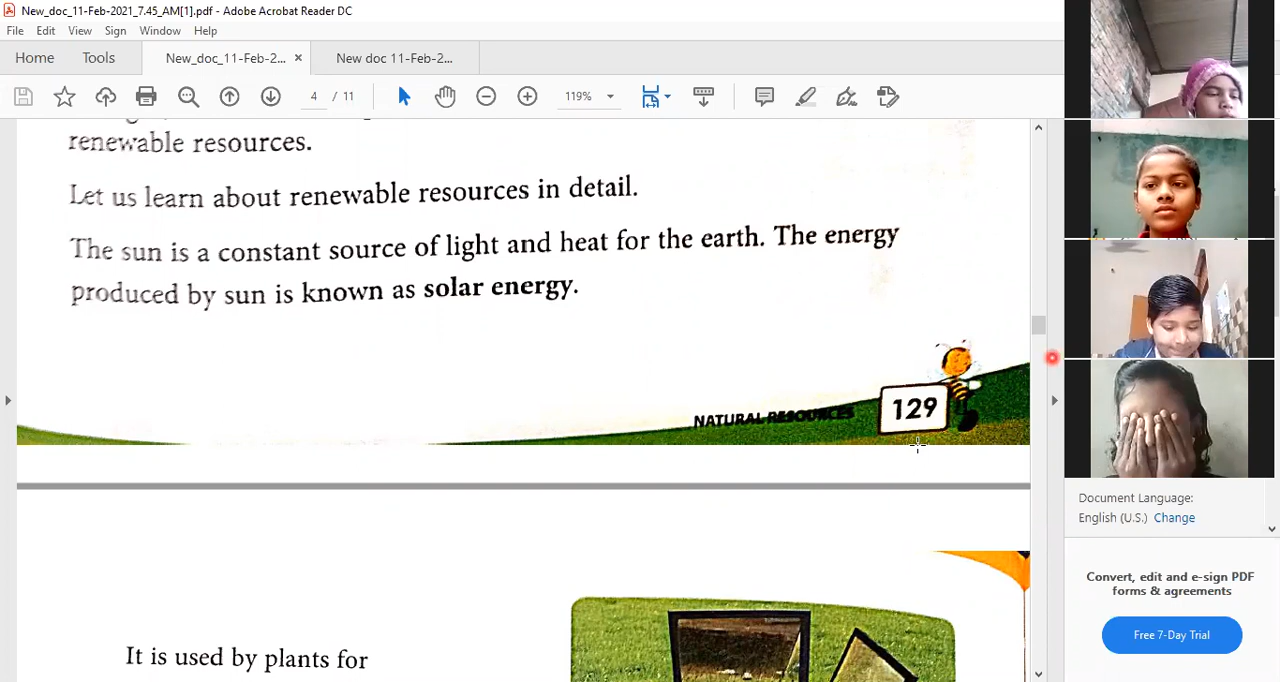 New_doc_11-Feb-2021_7.45_AM[1].pdf - Adobe Acrobat Reader DC
File Edit View Sign Window Help
Home Tools New_doc_11-Feb-2... × New doc 11-Feb-2...
4 / 11 119%
renewable resources.
Let us learn about renewable resources in detail.
The sun is a constant source of light and heat for the earth. The energy
produced by sun is known as solar energy.
NATURAL RESOURCES 129
It is used by plants for
Document Language:
English (U.S.) Change
Convert, edit and e-sign PDF
forms & agreements
Free 7-Day Trial